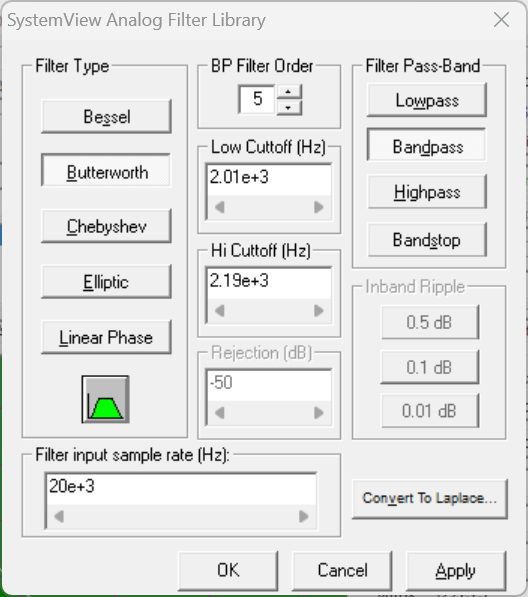 SystemView Analog Filter Library
Filter Type
Bessel
Butterworth
Chebyshev
Elliptic
Linear Phase
BP Filter Order
5
Low Cuttoff (Hz)
2.01e+3
Hi Cuttoff (Hz)
2.19e+3
Rejection (dB)
-50
Filter Pass-Band
Lowpass
Bandpass
Highpass
Bandstop
Inband Ripple
0.5 dB
0.1 dB
0.01 dB
Filter input sample rate (Hz):
20e+3
Convert To Laplace...
OK
Cancel
Apply